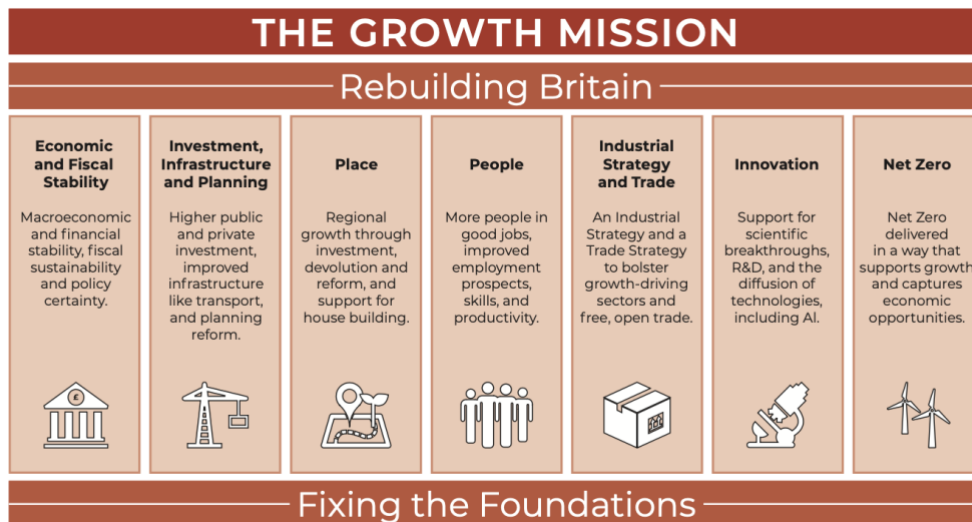 THE GROWTH MISSION
Rebuilding Britain
Economic
and Fiscal
Stability
Macroeconomic
and financial
stability, fiscal
sustainability
and policy
certainty.
£
Investment,
Infrastructure
and Planning
Higher public
and private
investment,
improved
infrastructure
like transport,
and planning
reform.
Place
Regional
growth through
investment,
devolution and
reform, and
support for
house building.
People
More people in
good jobs,
improved
employment
prospects,
skills, and
productivity.
Industrial
Strategy
and Trade
An Industrial
Strategy and a
Trade Strategy
to bolster
growth-driving
sectors and
free, open trade.
Innovation
Support for
scientific
breakthroughs,
R&D, and the
diffusion of
technologies,
including AI.
Net Zero
Net Zero
delivered
in a way that
supports growth
and captures
economic
opportunities.
Fixing the Foundations